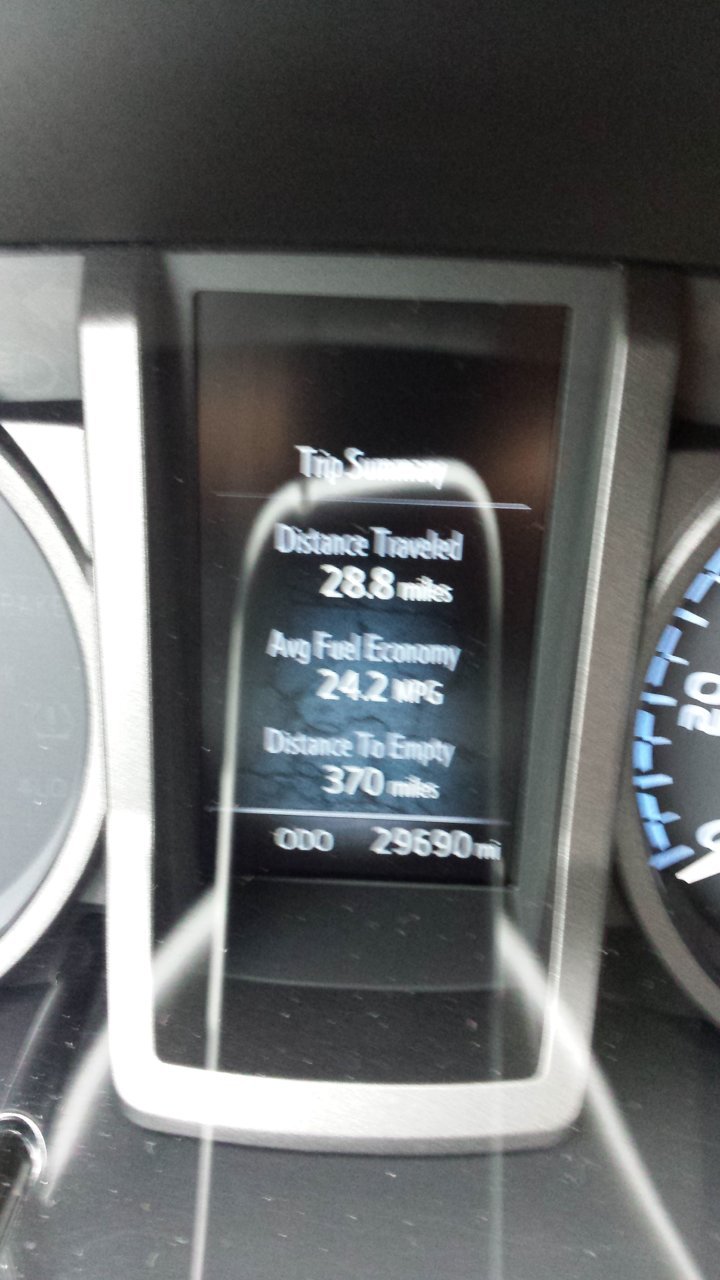 Trip Summary
Distance Traveled
28.8 miles
Avg Fuel Economy
24.2 MPG
Distance To Empty
370 miles
ODO 29690 mi
20